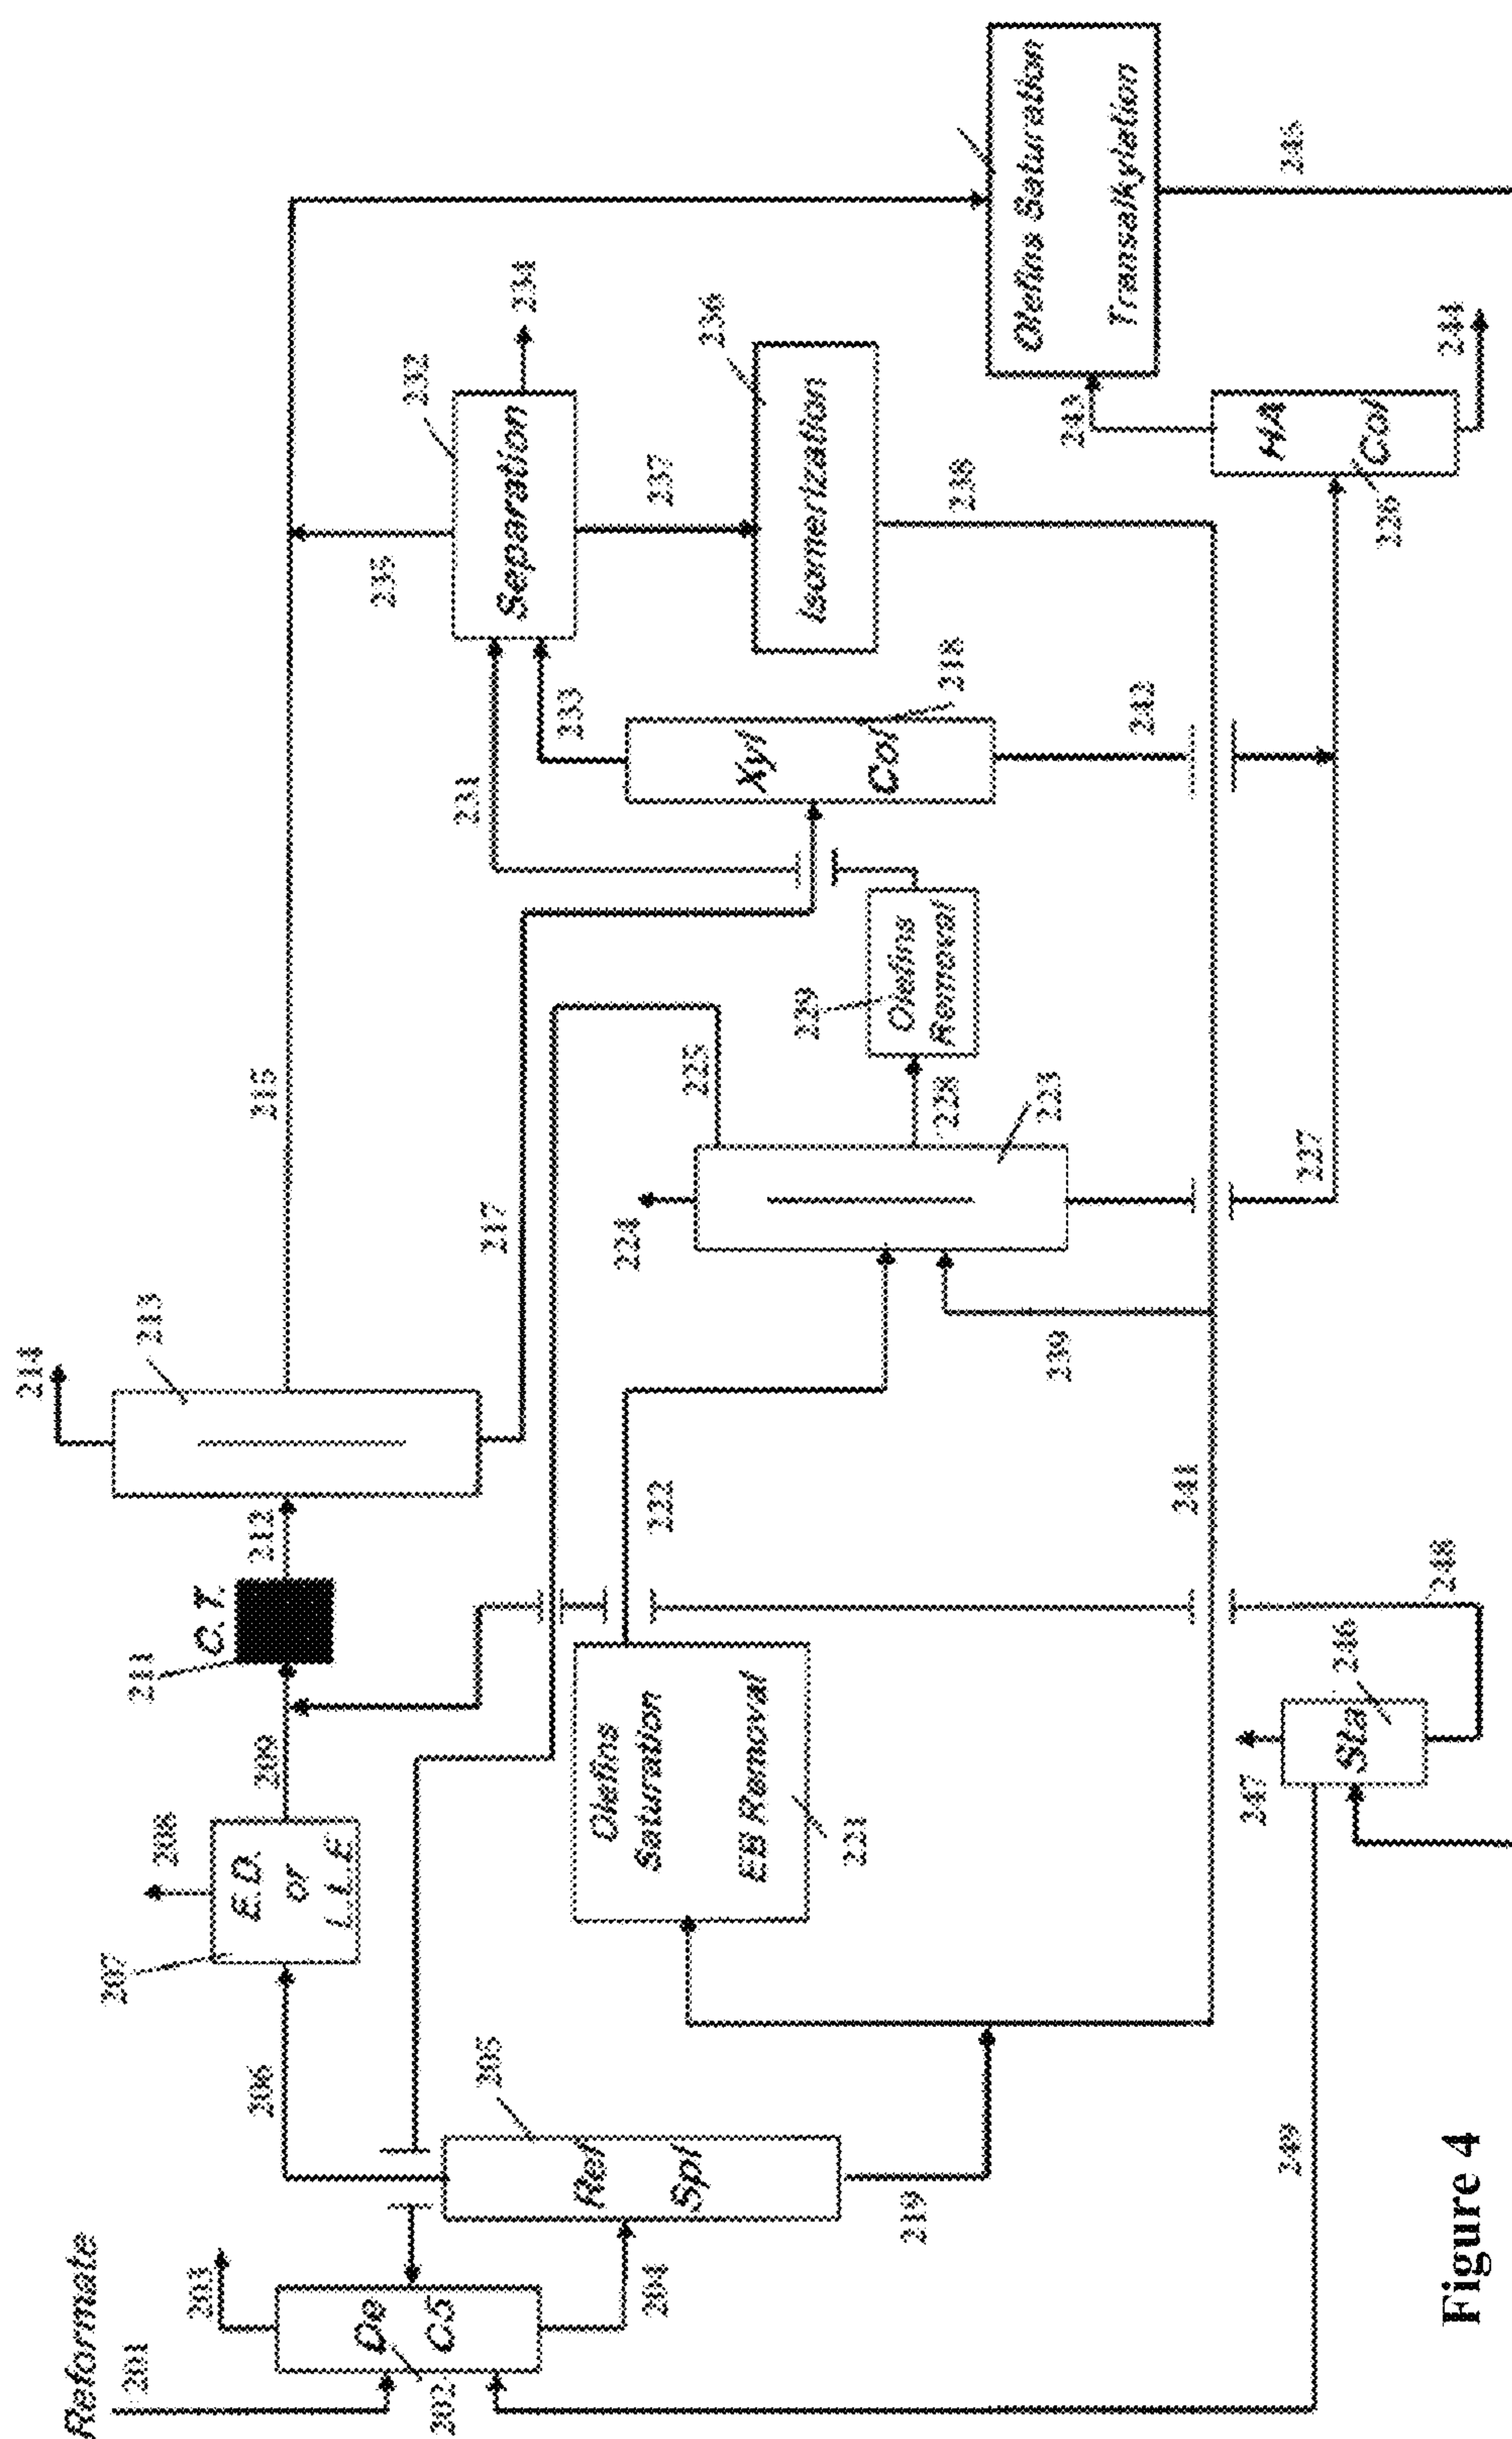 Reformate
201
202
203
De
C5
204
205
Ref
Spl
206
207
E.D.
or
L.L.E
208
209
211
C.T.
212
213
214
215
217
219
Olefins
Saturation
EB Removal
221
222
223
224
225
227
228
229
Olefins
Removal
231
Xyl
Col
218
232
Separation
233
234
235
236
Isomerization
237
238
239
241
242
243
HA
Col
226
244
Olefins Saturation
Transalkylation
245
Sta
246
247
248
249
Figure 4